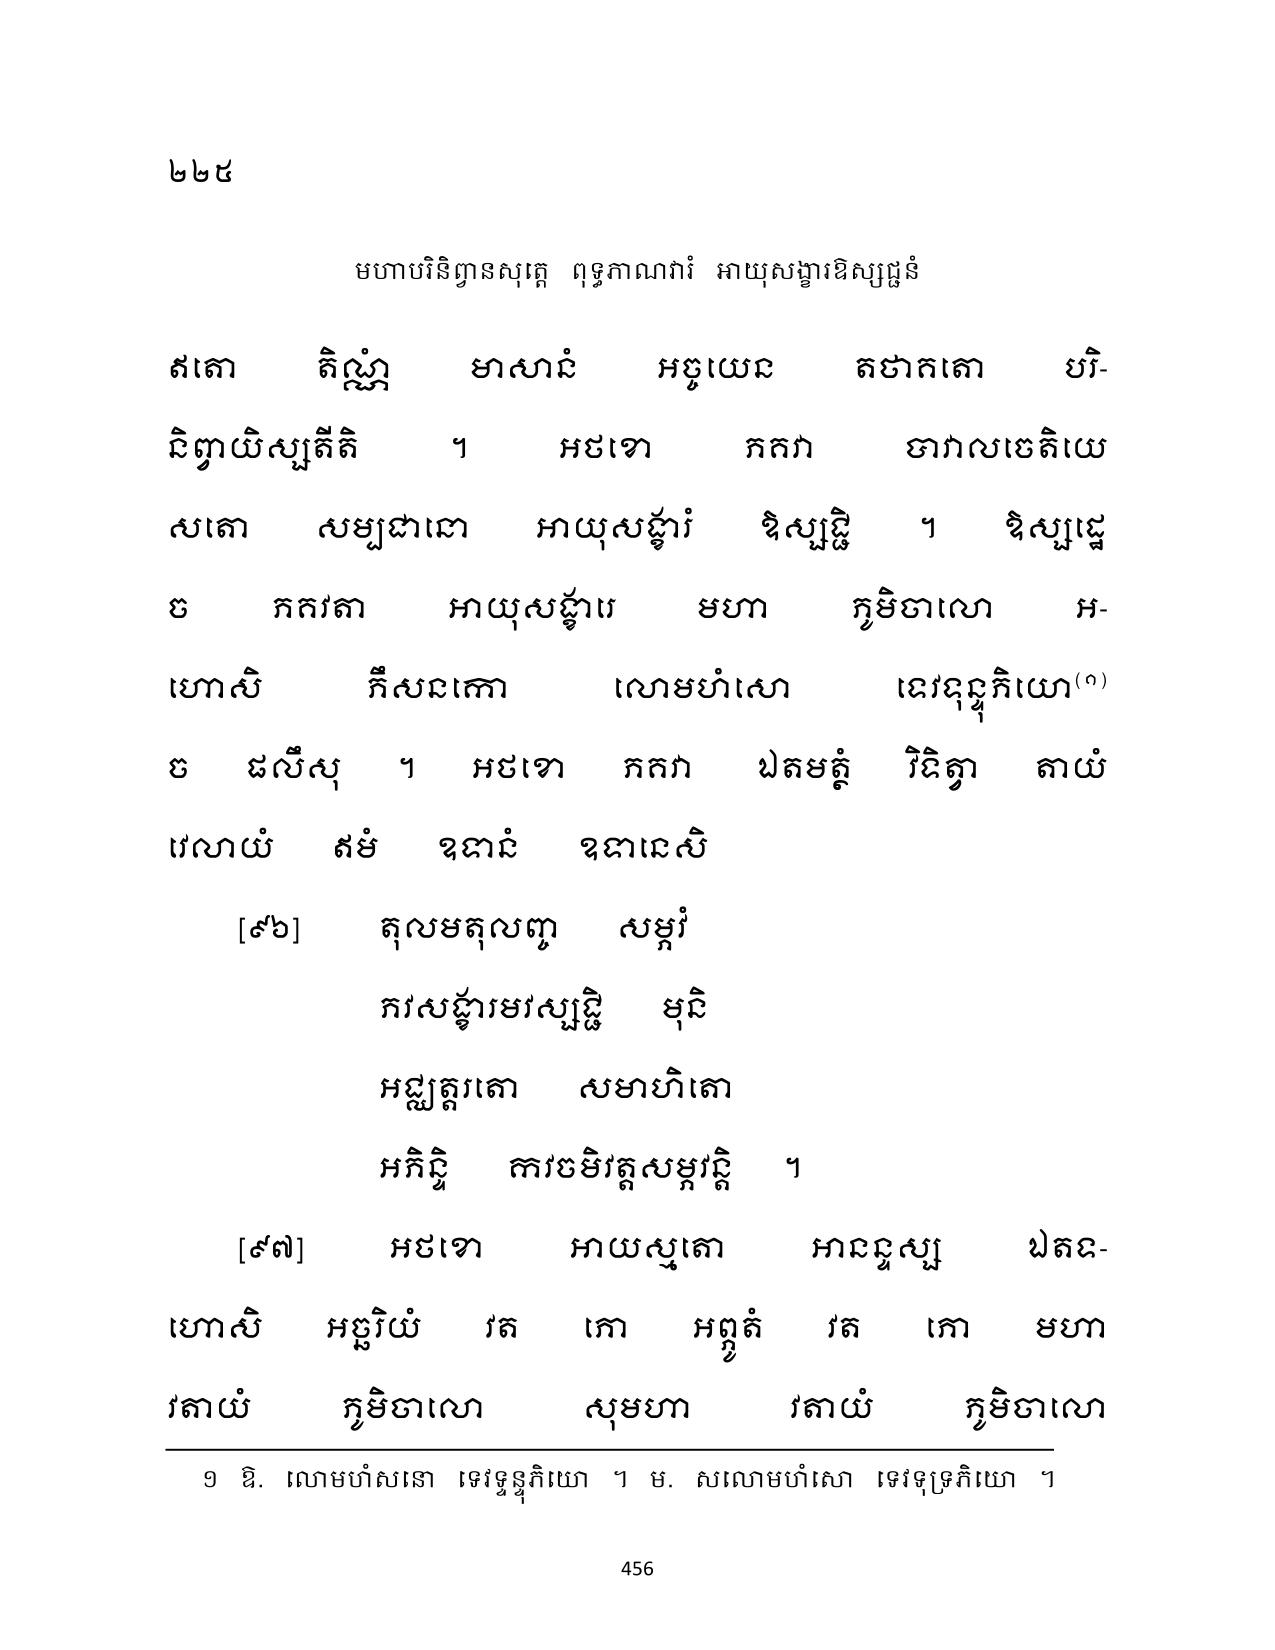 ២២៥
មហាបរិនិព្វានសុត្តេ ពុទ្ធភាណវារំ អាយុសង្ខារឱស្សជ្ជនំ
ឥតោ តិណ្ណំ មាសានំ អច្ចយេន តថាគតោ បរិ-
និព្វាយិស្សតីតិ ។ អថខោ ភគវា បាវាលចេតិយេ
សតោ សម្បជានោ អាយុសង្ខារំ ឱស្សជ្ជិ ។ ឱស្សដ្ឋេ
ច ភគវតា អាយុសង្ខារេ មហា ភូមិចាលោ អ-
ហោសិ ភឹសនកោ លោមហំសោ ទេវទុន្ទុភិយោ(១)
ច ផលឹសុ ។ អថខោ ភគវា ឯតមត្ថំ វិទិត្វា តាយំ
វេលាយំ ឥមំ ឧទានំ ឧទានេសិ
[៩៦] តុលមតុលញ្ច សម្ភវំ
ភវសង្ខារមវស្សជ្ជិ មុនិ
អជ្ឈត្តរតោ សមាហិតោ
អភិន្ទិ កវចមិវត្តសម្ភវន្តិ ។
[៩៧] អថខោ អាយស្មតោ អានន្ទស្ស ឯតទ-
ហោសិ អច្ឆរិយំ វត ភោ អព្ភូតំ វត ភោ មហា
វតាយំ ភូមិចាលោ សុមហា វតាយំ ភូមិចាលោ
១ ឱ. លោមហំសនោ ទេវទ្ទន្ទុភិយោ ។ ម. សលោមហំសោ ទេវទុទ្រភិយោ ។
456